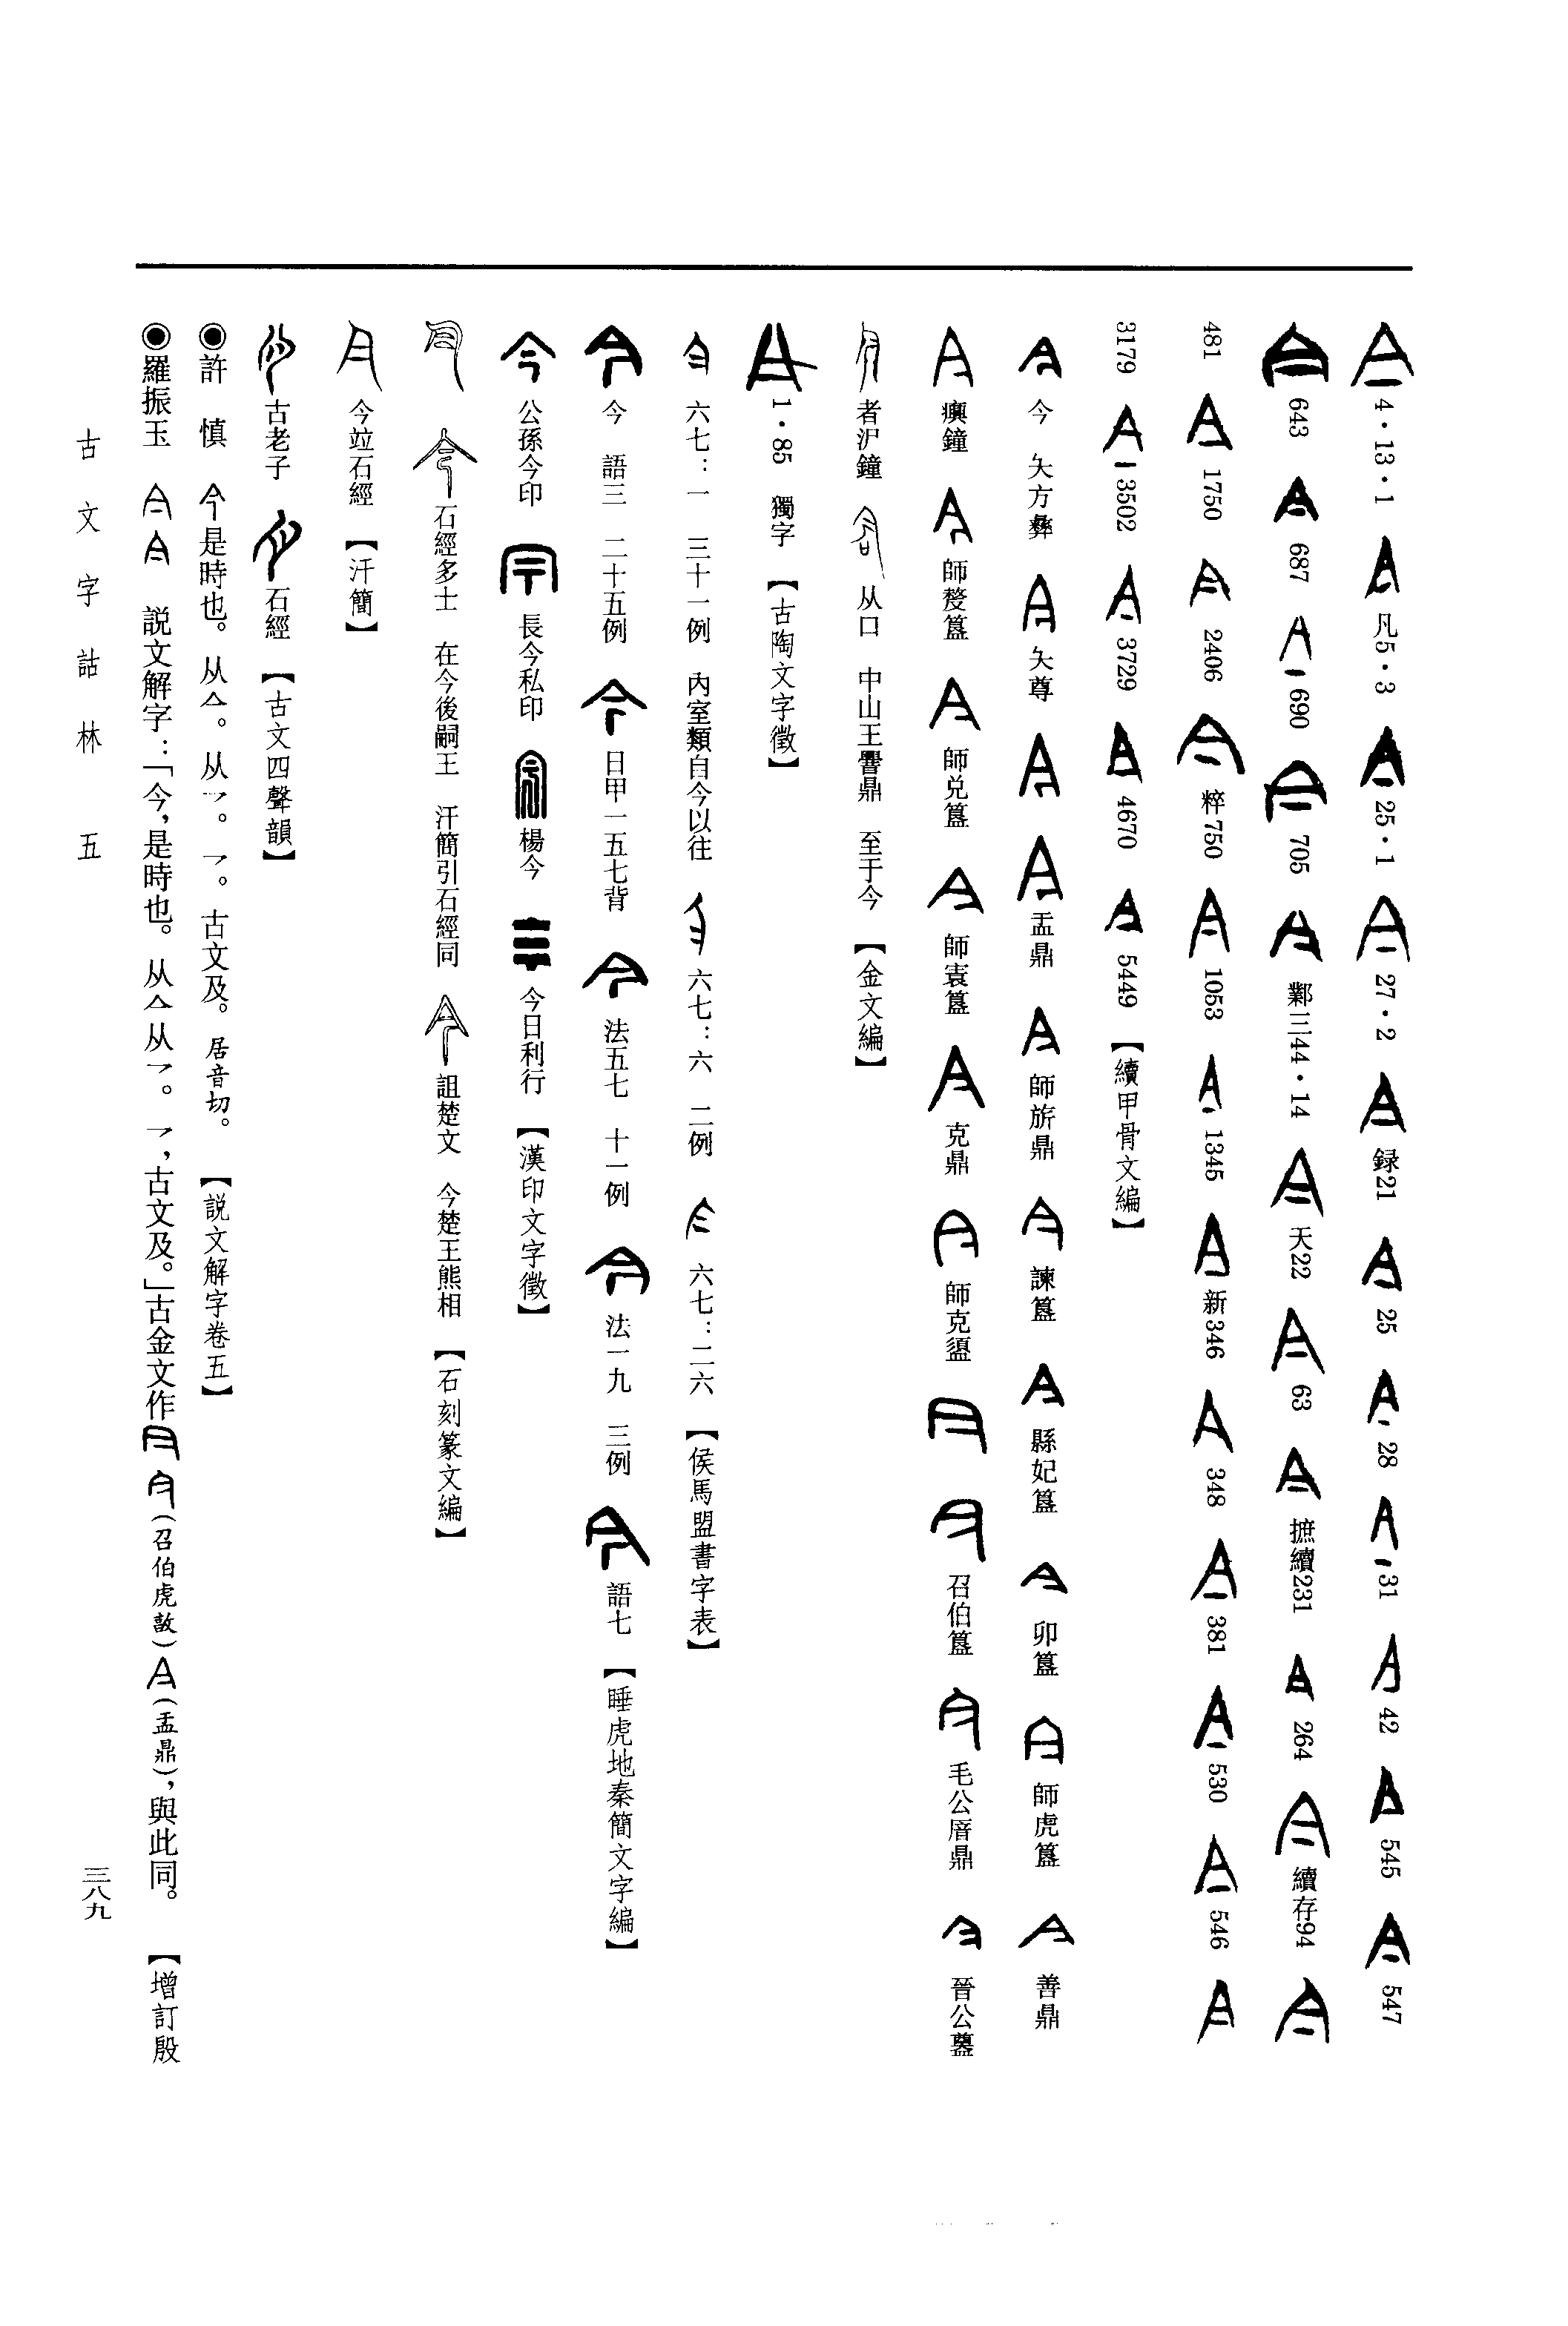 4·13·1 凡5·3 25·1 27·2 録21 25 28 31 42 545 547
643 687 690 705 鄴三44·14 天22 63 摭續231 264 續存94
481 1750 2406 粹750 1053 1345 新346 348 381 530 546
3179 3502 3729 4670 5449 【續甲骨文編】
今 夨方彝 夨尊 盂鼎 師旂鼎 諫簋 縣妃簋 卯簋 師虎簋 善鼎
𤼈鐘 師𠭰簋 師兑簋 師㝨簋 克鼎 師克盨 召伯簋 毛公㕑鼎 晉公𥂴
者沪鐘 从口 中山王鼎 至于今 【金文編】
1·85 獨字 【古陶文字徵】
六七：一 三十一例 内室類自今以往 六七：六 二例 六七：二六 【侯馬盟書字表】
今 語三 二十五例 日甲一五七背 法五七 十一例 法一九 三例 語七 【睡虎地秦簡文字編】
公孫今印 長今私印 楊今 今日利行 【漢印文字徵】
石經多士 在今後嗣王 汗簡引石經同 詛楚文 今楚王熊相 【石刻篆文編】
今竝石經 【汗簡】
古老子 石經 【古文四聲韻】
◉許 慎 今是時也。从亼。从㇇。㇇。古文及。居音切。 【説文解字卷五】
◉羅振玉 説文解字：「今，是時也。从亼从㇇。㇇，古文及。」古金文作（召伯虎敦）（盂鼎），與此同。 【增訂殷
古文字詁林 五
三八九